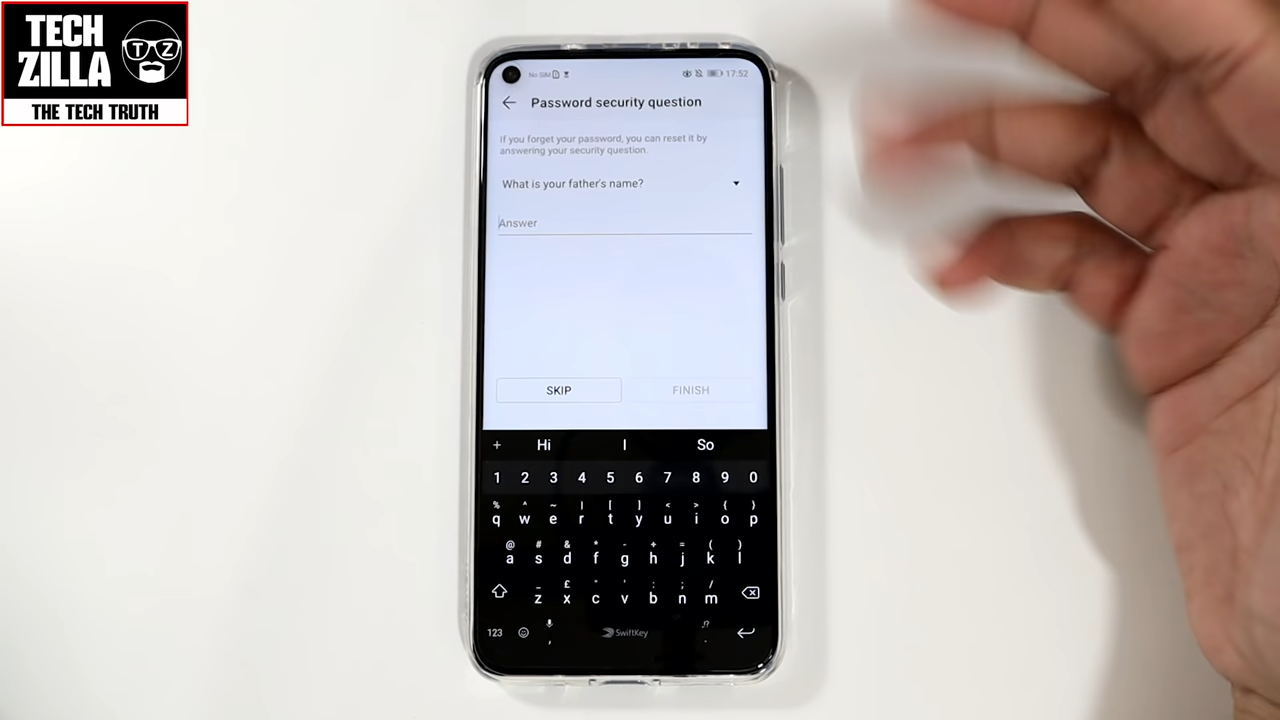 TECH
ZILLA
TZ
THE TECH TRUTH
No SIM
17:52
Password security question
If you forget your password, you can reset it by
answering your security question.
What is your father's name?
Answer
SKIP FINISH
+ Hi I So
1 2 3 4 5 6 7 8 9 0
% ^ ~ | [ ] < > { }
q w e r t y u i o p
@ # & * - + = ( )
a s d f g h j k l
_ £ " ' : ; /
z x c v b n m
123 , SwiftKey .